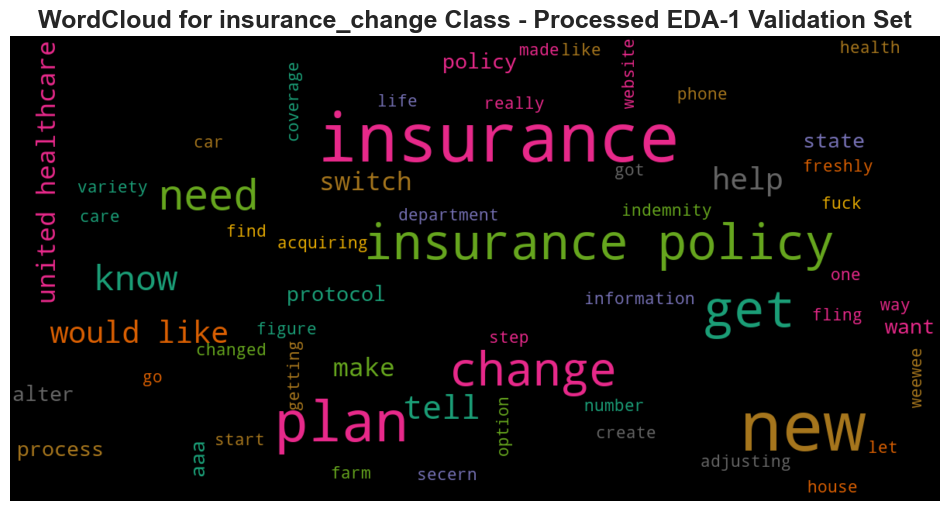 WordCloud for insurance_change Class - Processed EDA-1 Validation Set
united healthcare
coverage
policy
made
like
website
health
life
really
phone
car
insurance
state
freshly
got
variety
need
switch
help
care
department
indemnity
fuck
find
acquiring
insurance policy
know
one
protocol
information
get
way
fling
want
would like
figure
changed
step
getting
make
change
weewee
go
alter
plan
tell
option
number
new
create
let
process
aaa
start
adjusting
farm
secern
house